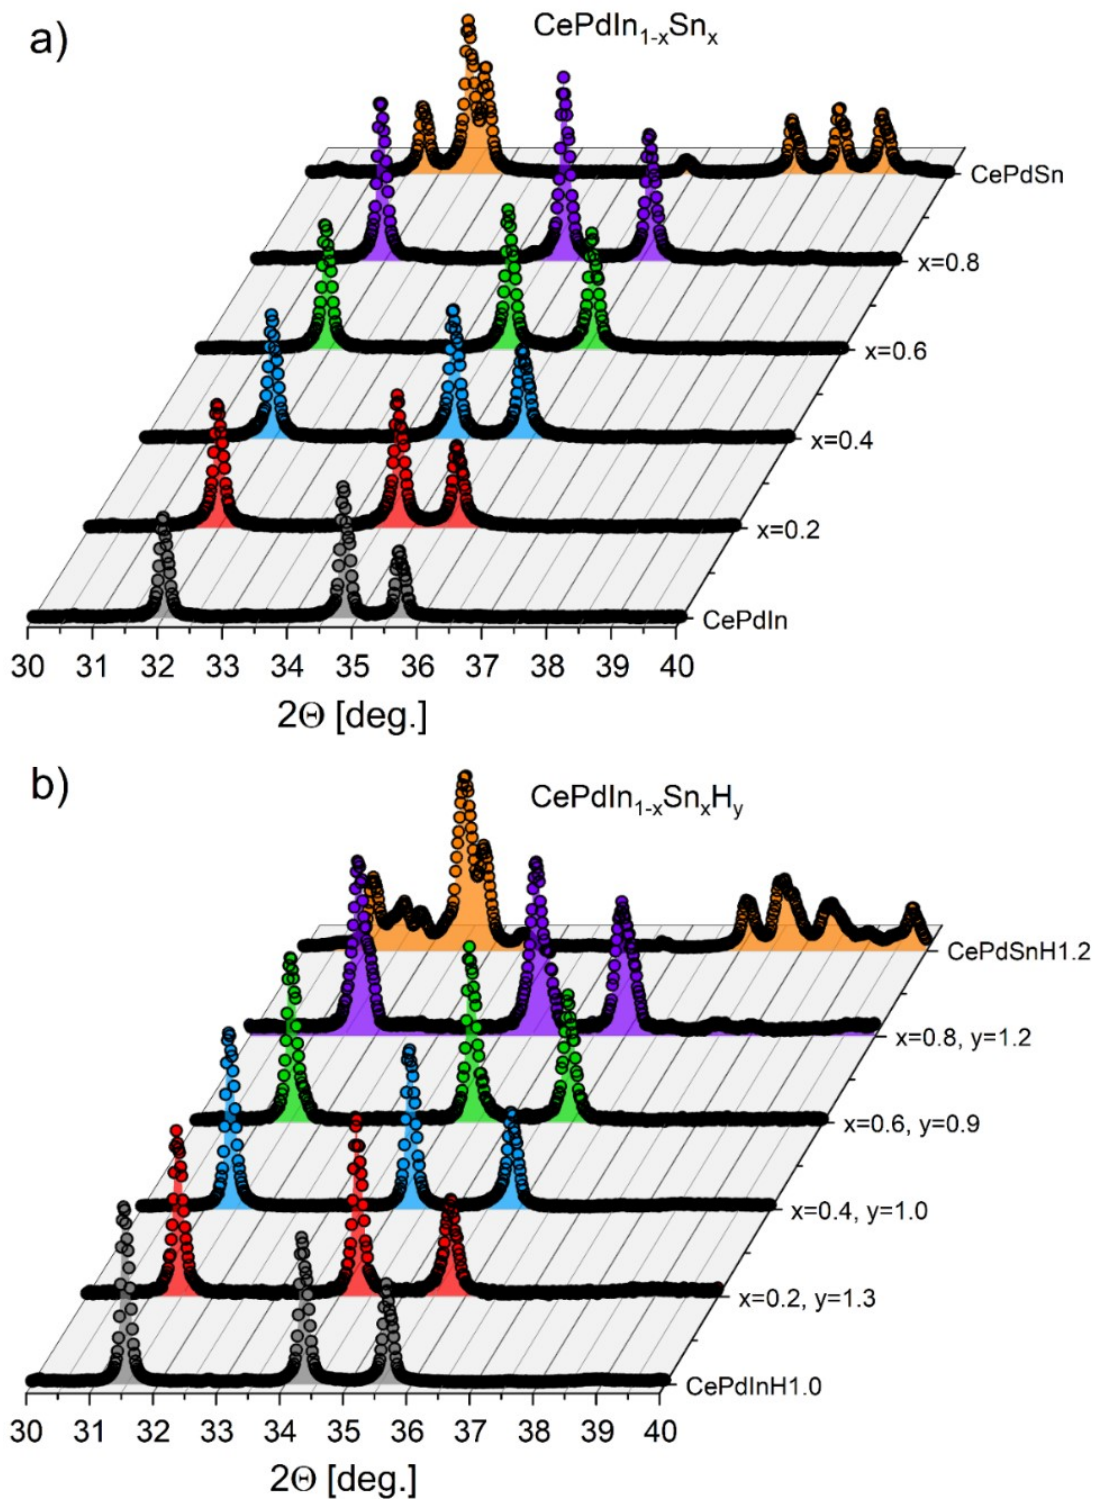 a)
CePdIn1-xSnx
CePdSn
x=0.8
x=0.6
x=0.4
x=0.2
CePdIn
30 31 32 33 34 35 36 37 38 39 40
2Θ [deg.]
b)
CePdIn1-xSnxHy
CePdSnH1.2
x=0.8, y=1.2
x=0.6, y=0.9
x=0.4, y=1.0
x=0.2, y=1.3
CePdInH1.0
30 31 32 33 34 35 36 37 38 39 40
2Θ [deg.]